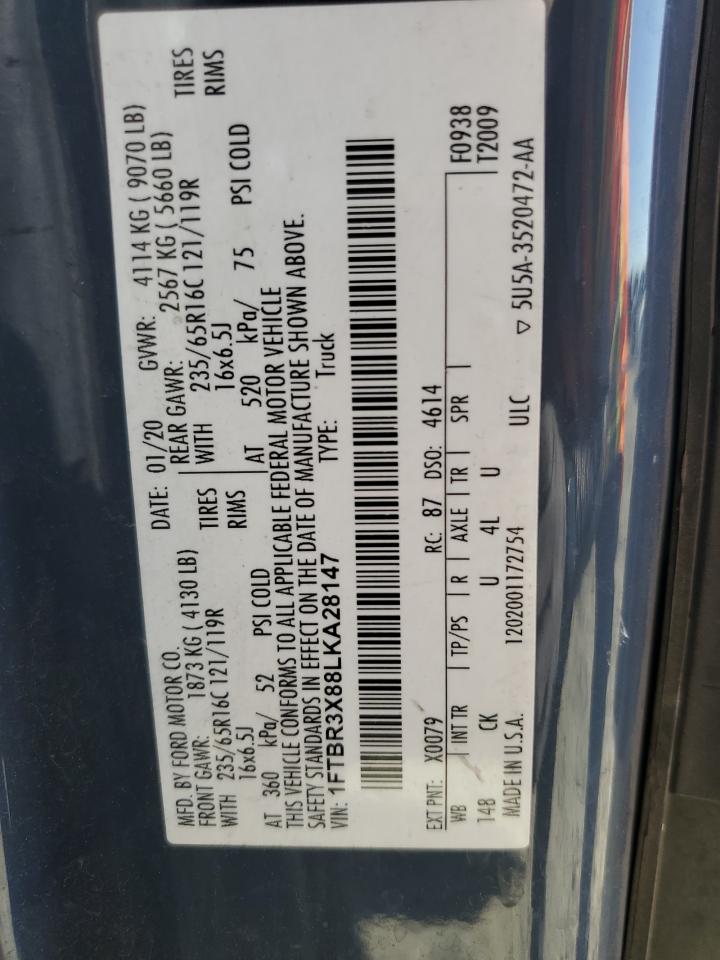 MFD. BY FORD MOTOR CO.
DATE: 01/20 GVWR: 4114 KG ( 9070 LB)
FRONT GAWR: 1873 KG ( 4130 LB) REAR GAWR: 2567 KG ( 5660 LB)
WITH 235/65R16C 121/119R TIRES WITH 235/65R16C 121/119R TIRES
16x6.5J RIMS 16x6.5J RIMS
AT 360 kPa/ 52 PSI COLD AT 520 kPa/ 75 PSI COLD
THIS VEHICLE CONFORMS TO ALL APPLICABLE FEDERAL MOTOR VEHICLE
SAFETY STANDARDS IN EFFECT ON THE DATE OF MANUFACTURE SHOWN ABOVE.
VIN: 1FTBR3X88LKA28147 TYPE: Truck
F0938
EXT PNT: X0079 RC: 87 DSO: 4614 T2009
WB INT TR TP/PS R AXLE TR SPR
148 CK U 4L U
MADE IN U.S.A. 1202001172754 ULC ▽ 5U5A-3520472-AA